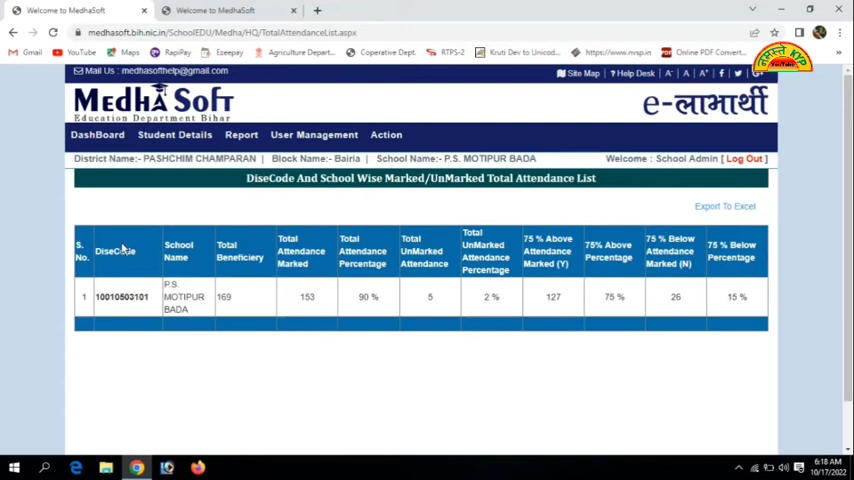 Welcome to MedhaSoft
Welcome to MedhaSoft
medhasoft.bih.nic.in/SchoolEDU/Medha/HQ/TotalAttendanceList.aspx
Gmail YouTube Maps RapiPay Ezeepay Agriculture Depart... Coperative Dept. RTPS-2 Kruti Dev to Unicod... https://www.nvsp.in Online PDF Convert...
नमस्ते KYP
YouTube
Mail Us : medhasofthelp@gmail.com
Site Map | Help Desk | A- | A | A+
MEDHA SOFT
Education Department Bihar
e-लाभार्थी
DashBoard Student Details Report User Management Action
District Name:- PASHCHIM CHAMPARAN | Block Name:- Bairia | School Name:- P.S. MOTIPUR BADA
Welcome : School Admin [ Log Out ]
DiseCode And School Wise Marked/UnMarked Total Attendance List
Export To Excel
S. No.
DiseCode
School Name
Total Beneficiery
Total Attendance Marked
Total Attendance Percentage
Total UnMarked Attendance
Total UnMarked Attendance Percentage
75 % Above Attendance Marked (Y)
75% Above Percentage
75 % Below Attendance Marked (N)
75 % Below Percentage
1 10010503101 P.S. MOTIPUR BADA 169 153 90 % 5 2 % 127 75 % 26 15 %
6:18 AM
10/17/2022